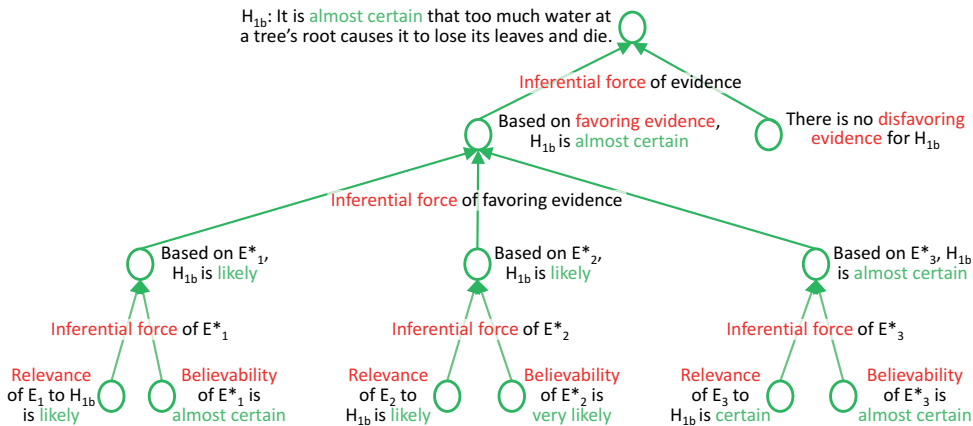 H1b: It is almost certain that too much water at
a tree's root causes it to lose its leaves and die.
Inferential force of evidence
Based on favoring evidence,
H1b is almost certain
There is no disfavoring
evidence for H1b
Inferential force of favoring evidence
Based on E*1,
H1b is likely
Based on E*2,
H1b is likely
Based on E*3, H1b
is almost certain
Inferential force of E*1
Inferential force of E*2
Inferential force of E*3
Relevance
of E1 to H1b
is likely
Believability
of E*1 is
almost certain
Relevance
of E2 to
H1b is likely
Believability
of E*2 is
very likely
Relevance
of E3 to
H1b is certain
Believability
of E*3 is
almost certain